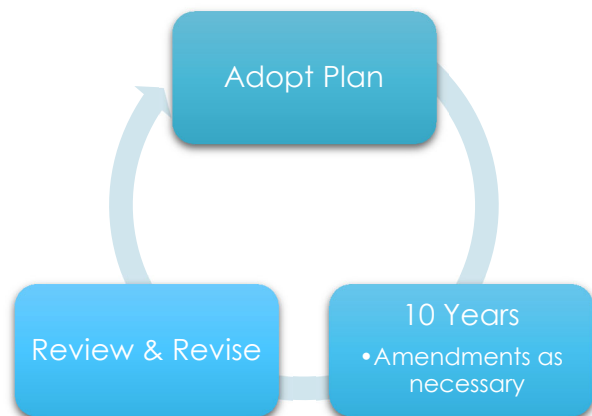 Adopt Plan
10 Years
•Amendments as
necessary
Review & Revise